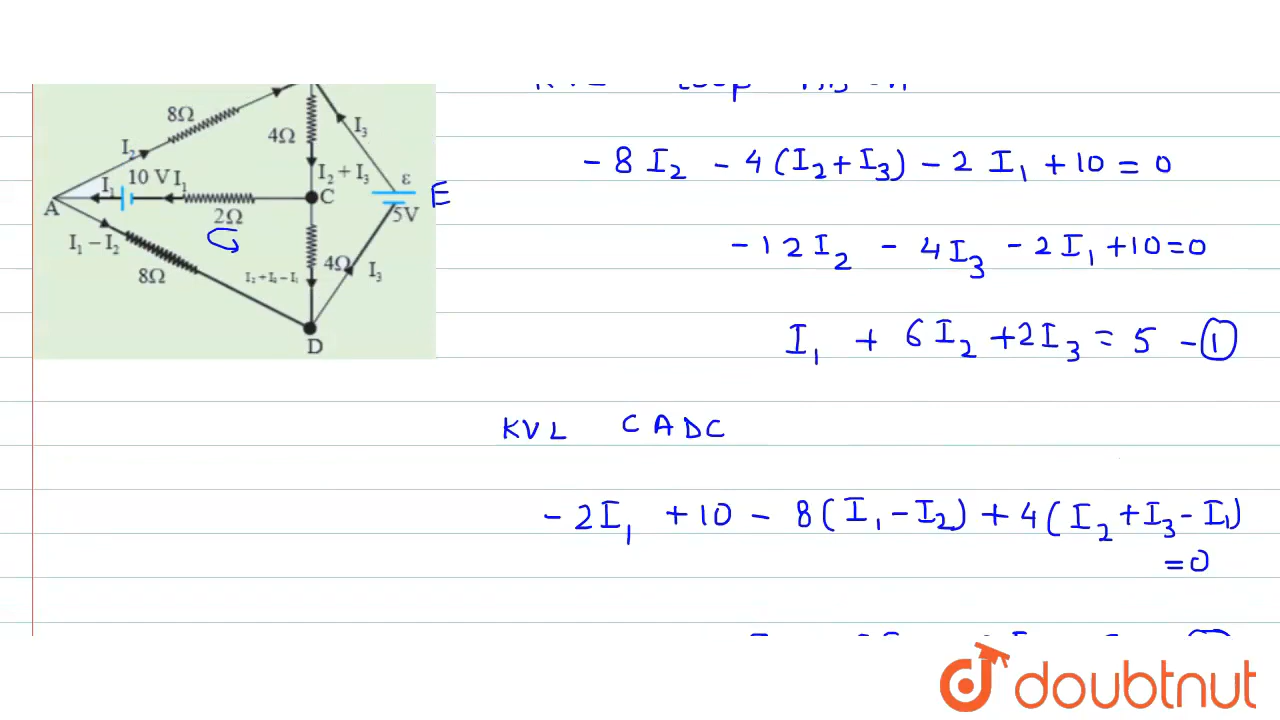 8Ω
4Ω
I₃
I₂
I₂ + I₃
ε
10 V I₁
I₁
C
E
A
2Ω
5V
I₁ – I₂
4Ω
I₃
8Ω
I₂ + I₃ – I₁
D
- 8 I₂ - 4 (I₂ + I₃) - 2 I₁ + 10 = 0
- 12 I₂ - 4 I₃ - 2 I₁ + 10 = 0
I₁ + 6 I₂ + 2 I₃ = 5 - ①
KVL CADC
- 2 I₁ + 10 - 8 (I₁ - I₂) + 4 (I₂ + I₃ - I₁)
= 0
doubtnut